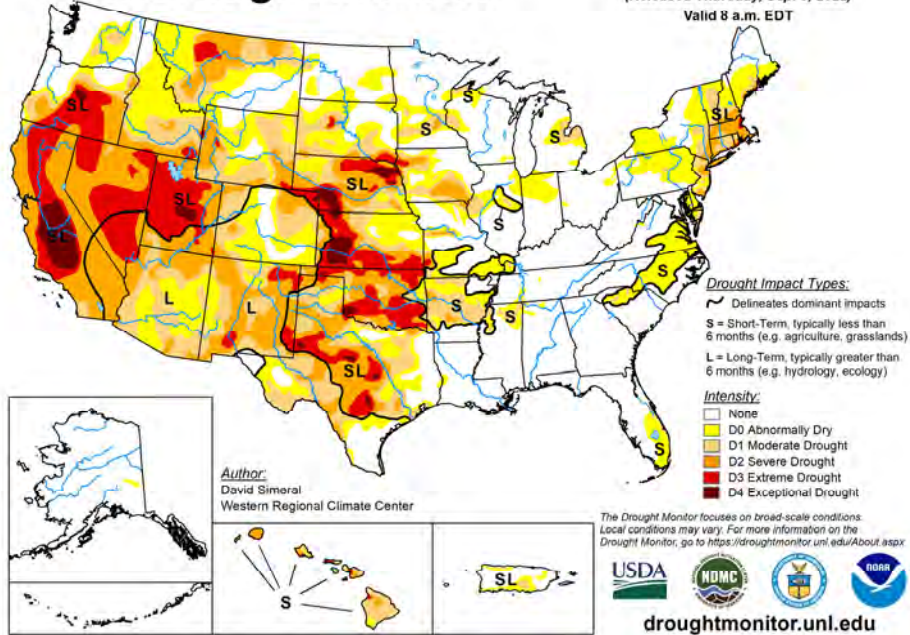 Valid 8 a.m. EDT
SL
S
S
SL
SL
SL
SL
S
S
L
L
S
S
SL
S
Drought Impact Types:
Delineates dominant impacts
S = Short-Term, typically less than
6 months (e.g. agriculture, grasslands)
L = Long-Term, typically greater than
6 months (e.g. hydrology, ecology)
Intensity:
None
D0 Abnormally Dry
D1 Moderate Drought
D2 Severe Drought
D3 Extreme Drought
D4 Exceptional Drought
Author:
David Simeral
Western Regional Climate Center
S
SL
The Drought Monitor focuses on broad-scale conditions.
Local conditions may vary. For more information on the
Drought Monitor, go to https://droughtmonitor.unl.edu/About.aspx
USDA
NDMC
NOAA
droughtmonitor.unl.edu